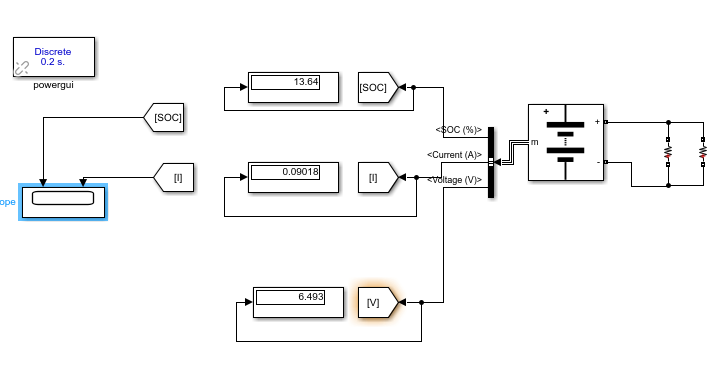 Discrete
0.2 s.
powergui
[SOC]
[I]
ope
13.64
[SOC]
0.09018
[I]
6.493
[V]
<SOC (%)>
<Current (A)>
<Voltage (V)>
+
m
+
-